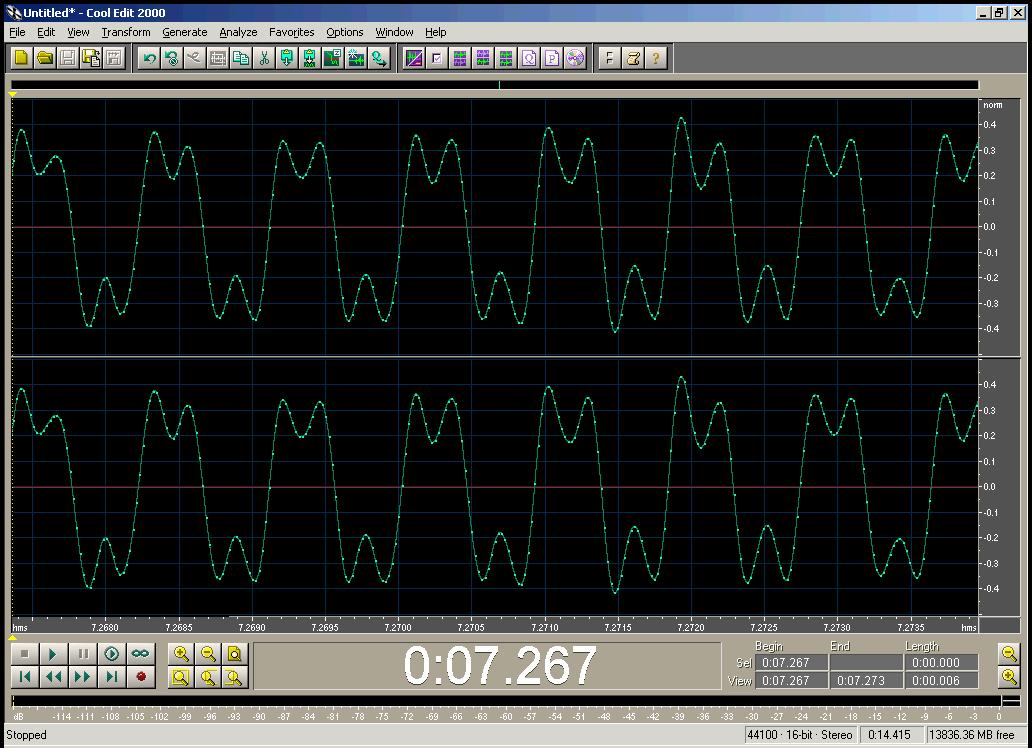 Untitled* - Cool Edit 2000
File Edit View Transform Generate Analyze Favorites Options Window Help
F ?
norm
0.4
0.3
0.2
0.1
0.0
-0.1
-0.2
-0.3
-0.4
0.4
0.3
0.2
0.1
0.0
-0.1
-0.2
-0.3
-0.4
hms 7.2680 7.2685 7.2690 7.2695 7.2700 7.2705 7.2710 7.2715 7.2720 7.2725 7.2730 7.2735 hms
0:07.267
Begin End Length
Sel 0:07.267 0:00.000
View 0:07.267 0:07.273 0:00.006
dB -114 -111 -108 -105 -102 -99 -96 -93 -90 -87 -84 -81 -78 -75 -72 -69 -66 -63 -60 -57 -54 -51 -48 -45 -42 -39 -36 -33 -30 -27 -24 -21 -18 -15 -12 -9 -6 -3 0
Stopped 44100 · 16-bit · Stereo 0:14.415 13836.36 MB free